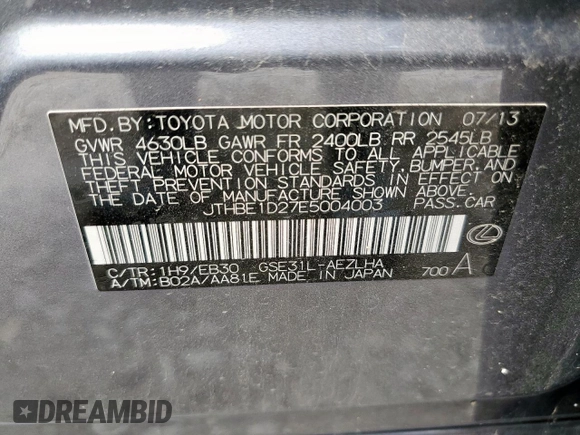 MFD. BY: TOYOTA MOTOR CORPORATION 07/13
GVWR 4630LB GAWR FR 2400LB RR 2545LB
THIS VEHICLE CONFORMS TO ALL APPLICABLE
FEDERAL MOTOR VEHICLE SAFETY, BUMPER, AND
THEFT PREVENTION STANDARDS IN EFFECT ON
THE DATE OF MANUFACTURE SHOWN ABOVE.
JTHBE1D27E5004003 PASS. CAR
C/TR: 1H9/EB30 GSE31L-AEZLHA
A/TM: B02A/AA81E MADE IN JAPAN 700 A
DREAMBID